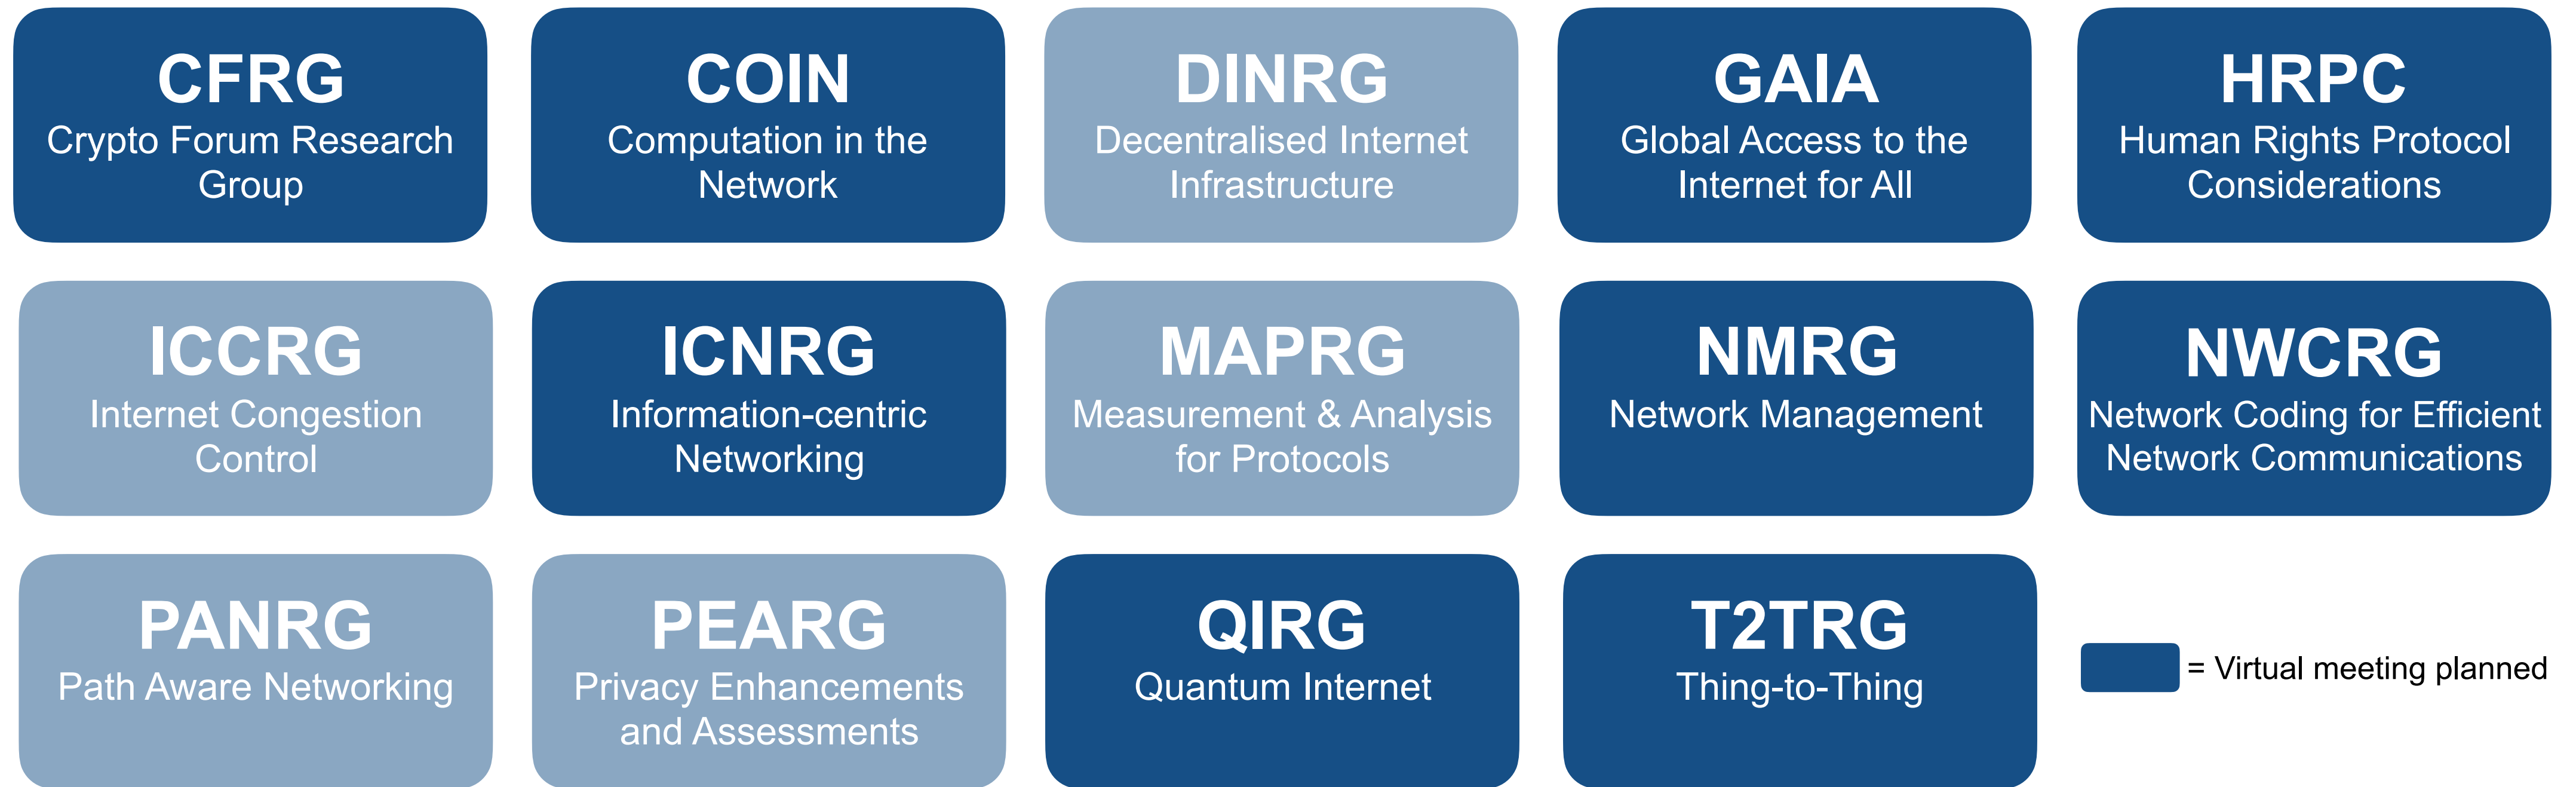 CFRG
Crypto Forum Research
Group
COIN
Computation in the
Network
DINRG
Decentralised Internet
Infrastructure
GAIA
Global Access to the
Internet for All
HRPC
Human Rights Protocol
Considerations
ICCRG
Internet Congestion
Control
ICNRG
Information-centric
Networking
MAPRG
Measurement & Analysis
for Protocols
NMRG
Network Management
NWCRG
Network Coding for Efficient
Network Communications
PANRG
Path Aware Networking
PEARG
Privacy Enhancements
and Assessments
QIRG
Quantum Internet
T2TRG
Thing-to-Thing
= Virtual meeting planned